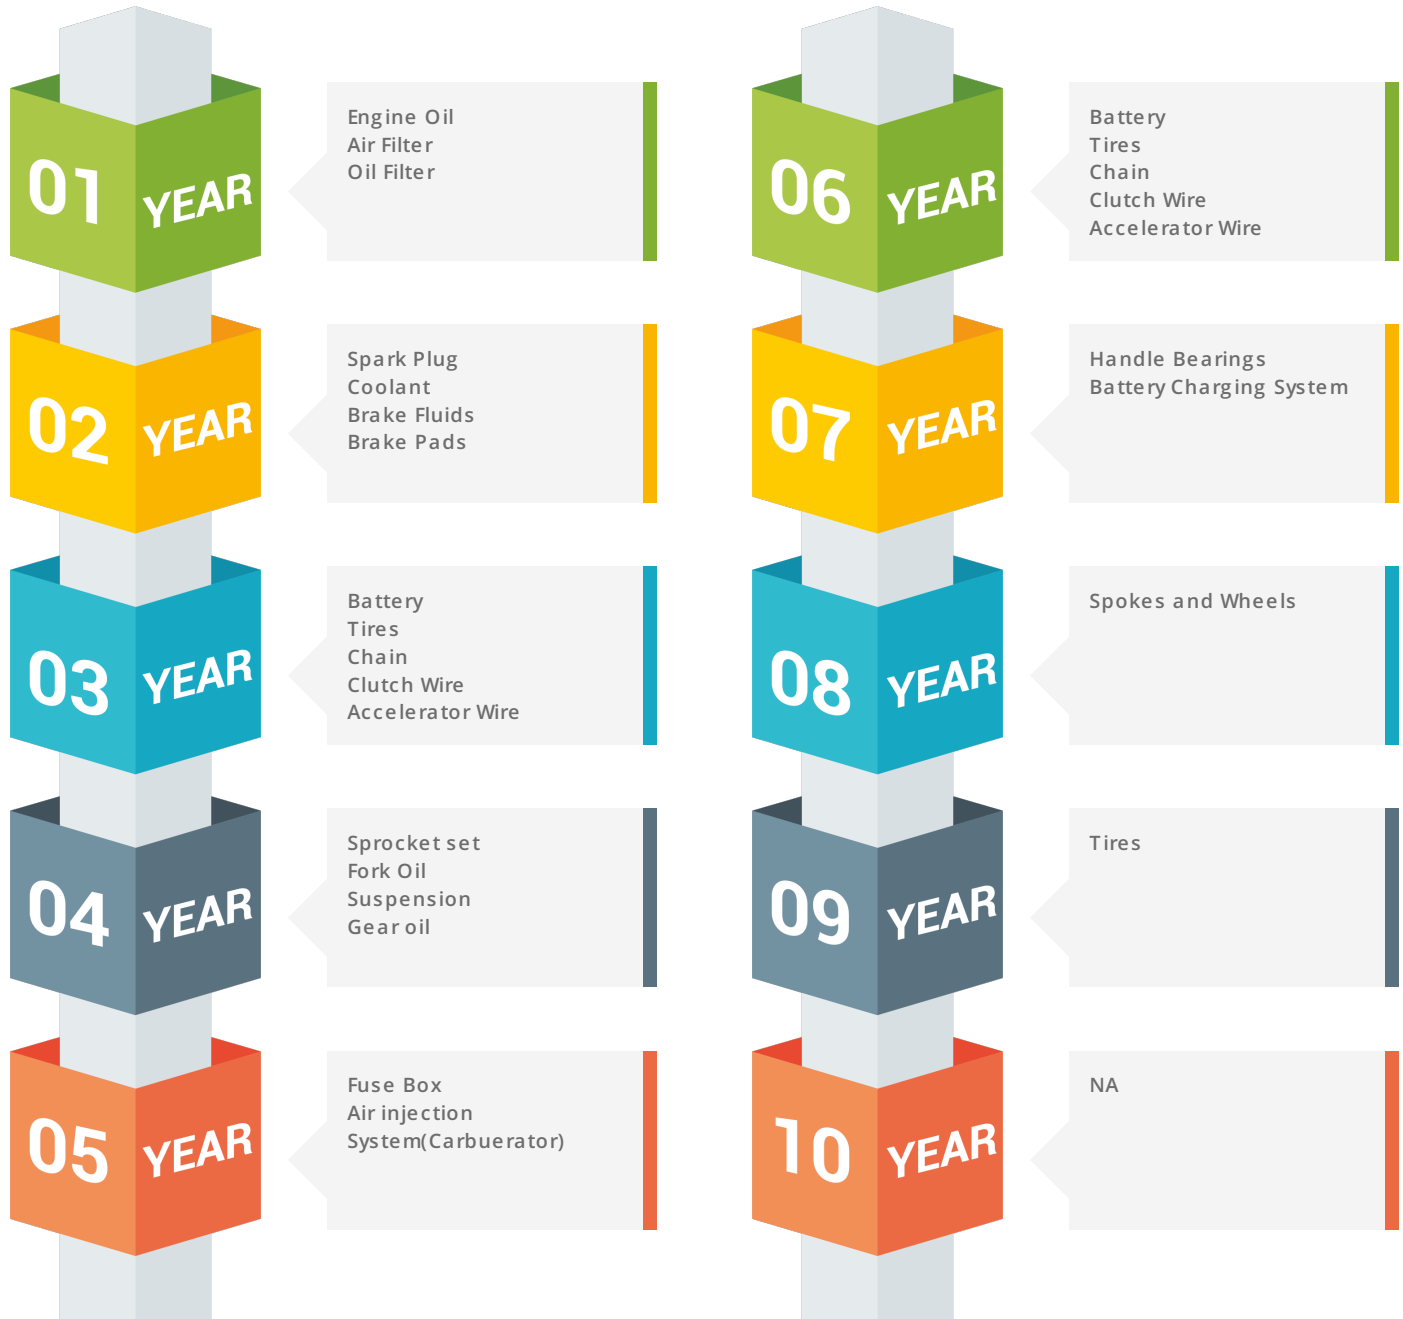 01 YEAR
Engine Oil
Air Filter
Oil Filter
02 YEAR
Spark Plug
Coolant
Brake Fluids
Brake Pads
03 YEAR
Battery
Tires
Chain
Clutch Wire
Accelerator Wire
04 YEAR
Sprocket set
Fork Oil
Suspension
Gear oil
05 YEAR
Fuse Box
Air injection
System(Carbuerator)
06 YEAR
Battery
Tires
Chain
Clutch Wire
Accelerator Wire
07 YEAR
Handle Bearings
Battery Charging System
08 YEAR
Spokes and Wheels
09 YEAR
Tires
10 YEAR
NA